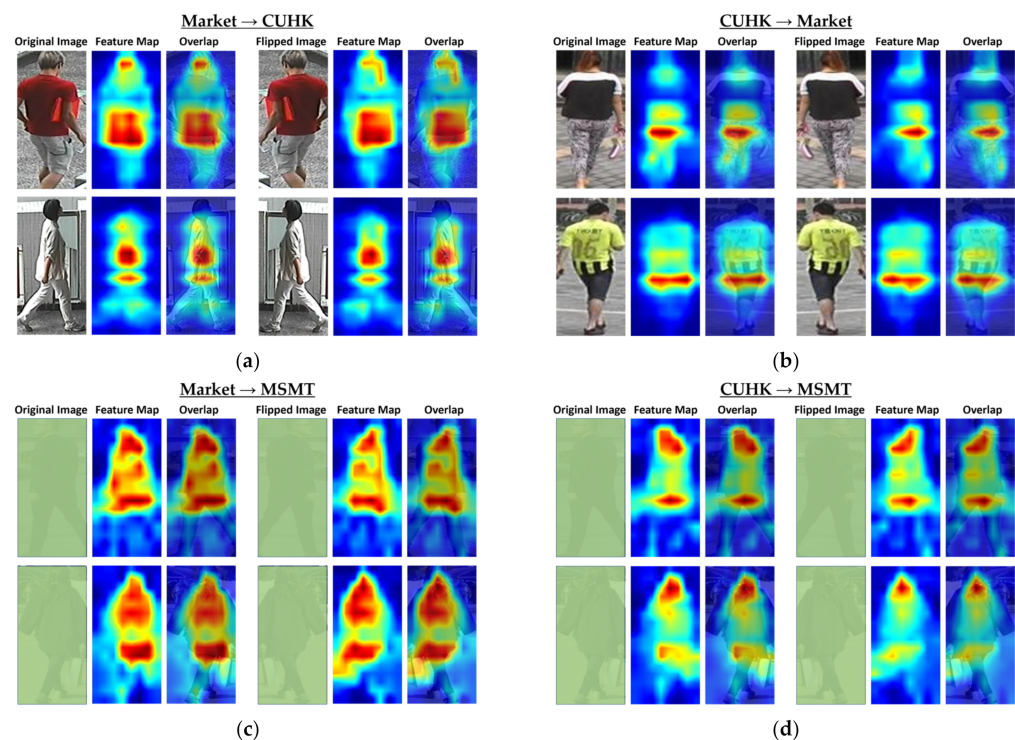 Market → CUHK
Original Image Feature Map Overlap Flipped Image Feature Map Overlap
(a)
CUHK → Market
Original Image Feature Map Overlap Flipped Image Feature Map Overlap
(b)
Market → MSMT
Original Image Feature Map Overlap Flipped Image Feature Map Overlap
(c)
CUHK → MSMT
Original Image Feature Map Overlap Flipped Image Feature Map Overlap
(d)